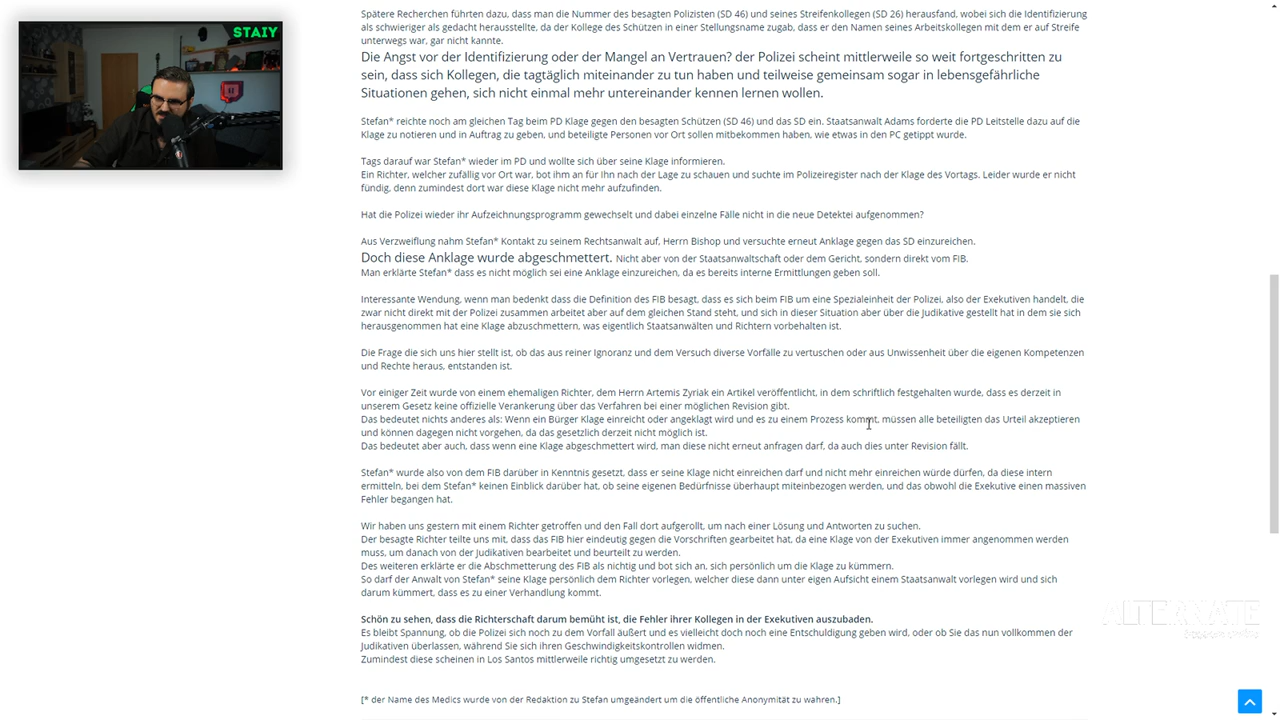 STAIY
Spätere Recherchen führten dazu, dass man die Nummer des besagten Polizisten (SD 46) und seines Streifenkollegen (SD 26) herausfand, wobei sich die Identifizierung
als schwieriger als gedacht herausstellte, da der Kollege des Schützen in einer Stellungsname zugab, dass er den Namen seines Arbeitskollegen mit dem er auf Streife
unterwegs war, gar nicht kannte.
Die Angst vor der Identifizierung oder der Mangel an Vertrauen? der Polizei scheint mittlerweile so weit fortgeschritten zu
sein, dass sich Kollegen, die tagtäglich miteinander zu tun haben und teilweise gemeinsam sogar in lebensgefährliche
Situationen gehen, sich nicht einmal mehr untereinander kennen lernen wollen.
Stefan* reichte noch am gleichen Tag beim PD Klage gegen den besagten Schützen (SD 46) und das SD ein. Staatsanwalt Adams forderte die PD Leitstelle dazu auf die
Klage zu notieren und in Auftrag zu geben, und beteiligte Personen vor Ort sollen mitbekommen haben, wie etwas in den PC getippt wurde.
Tags darauf war Stefan* wieder im PD und wollte sich über seine Klage informieren.
Ein Richter, welcher zufällig vor Ort war, bot ihm an für ihn nach der Lage zu schauen und suchte im Polizeiregister nach der Klage des Vortags. Leider wurde er nicht
fündig, denn zumindest dort war diese Klage nicht mehr aufzufinden.
Hat die Polizei wieder ihr Aufzeichnungsprogramm gewechselt und dabei einzelne Fälle nicht in die neue Detektei aufgenommen?
Aus Verzweiflung nahm Stefan* Kontakt zu seinem Rechtsanwalt auf, Herrn Bishop und versuchte erneut Anklage gegen das SD einzureichen.
Doch diese Anklage wurde abgeschmettert. Nicht aber von der Staatsanwaltschaft oder dem Gericht, sondern direkt vom FIB.
Man erklärte Stefan* dass es nicht möglich sei eine Anklage einzureichen, da es bereits interne Ermittlungen geben soll.
Interessante Wendung, wenn man bedenkt dass die Definition des FIB besagt, dass es sich beim FIB um eine Spezialeinheit der Polizei, also der Exekutiven handelt, die
zwar nicht direkt mit der Polizei zusammen arbeitet aber auf dem gleichen Stand steht, und sich in dieser Situation aber über die Judikative gestellt hat in dem sie sich
herausgenommen hat eine Klage abzuschmettern, was eigentlich Staatsanwälten und Richtern vorbehalten ist.
Die Frage die sich uns hier stellt ist, ob das aus reiner Ignoranz und dem Versuch diverse Vorfälle zu vertuschen oder aus Unwissenheit über die eigenen Kompetenzen
und Rechte heraus, entstanden ist.
Vor einiger Zeit wurde von einem ehemaligen Richter, dem Herrn Artemis Zyriak ein Artikel veröffentlicht, in dem schriftlich festgehalten wurde, dass es derzeit in
unserem Gesetz keine offizielle Verankerung über das Verfahren bei einer möglichen Revision gibt.
Das bedeutet nichts anderes als: Wenn ein Bürger Klage einreicht oder angeklagt wird und es zu einem Prozess kommt, müssen alle beteiligten das Urteil akzeptieren
und können dagegen nicht vorgehen, da das gesetzlich derzeit nicht möglich ist.
Das bedeutet aber auch, dass wenn eine Klage abgeschmettert wird, man diese nicht erneut anfragen darf, da auch dies unter Revision fällt.
Stefan* wurde also von dem FIB darüber in Kenntnis gesetzt, dass er seine Klage nicht einreichen darf und nicht mehr einreichen würde dürfen, da diese intern
ermitteln, bei dem Stefan* keinen Einblick darüber hat, ob seine eigenen Bedürfnisse überhaupt miteinbezogen werden, und das obwohl die Exekutive einen massiven
Fehler begangen hat.
Wir haben uns gestern mit einem Richter getroffen und den Fall dort aufgerollt, um nach einer Lösung und Antworten zu suchen.
Der besagte Richter teilte uns mit, dass das FIB hier eindeutig gegen die Vorschriften gearbeitet hat, da eine Klage von der Exekutiven immer angenommen werden
muss, um danach von der Judikativen bearbeitet und beurteilt zu werden.
Des weiteren erklärte er die Abschmetterung des FIB als nichtig und bot sich an, sich persönlich um die Klage zu kümmern.
So darf der Anwalt von Stefan* seine Klage persönlich dem Richter vorlegen, welcher diese dann unter eigen Aufsicht einem Staatsanwalt vorlegen wird und sich
darum kümmert, dass es zu einer Verhandlung kommt.
Schön zu sehen, dass die Richterschaft darum bemüht ist, die Fehler ihrer Kollegen in der Exekutiven auszubaden.
Es bleibt Spannung, ob die Polizei sich noch zu dem Vorfall äußert und es vielleicht doch noch eine Entschuldigung geben wird, oder ob Sie das nun vollkommen der
Judikativen überlassen, während Sie sich ihren Geschwindigkeitskontrollen widmen.
Zumindest diese scheinen in Los Santos mittlerweile richtig umgesetzt zu werden.
[* der Name des Medics wurde von der Redaktion zu Stefan umgeändert um die öffentliche Anonymität zu wahren.]
ALTERNATE